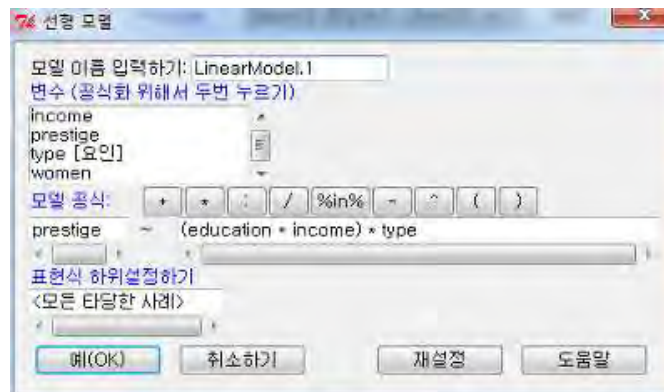 선형 모델
모델 이름 입력하기: LinearModel.1
변수 (공식화 위해서 두번 누르기)
income
prestige
type [요인]
women
모델 공식: + * : / %in% - ^ ( )
prestige ~ (education + income) * type
표현식 하위설정하기
<모든 타당한 사례>
예(OK) 취소하기 재설정 도움말